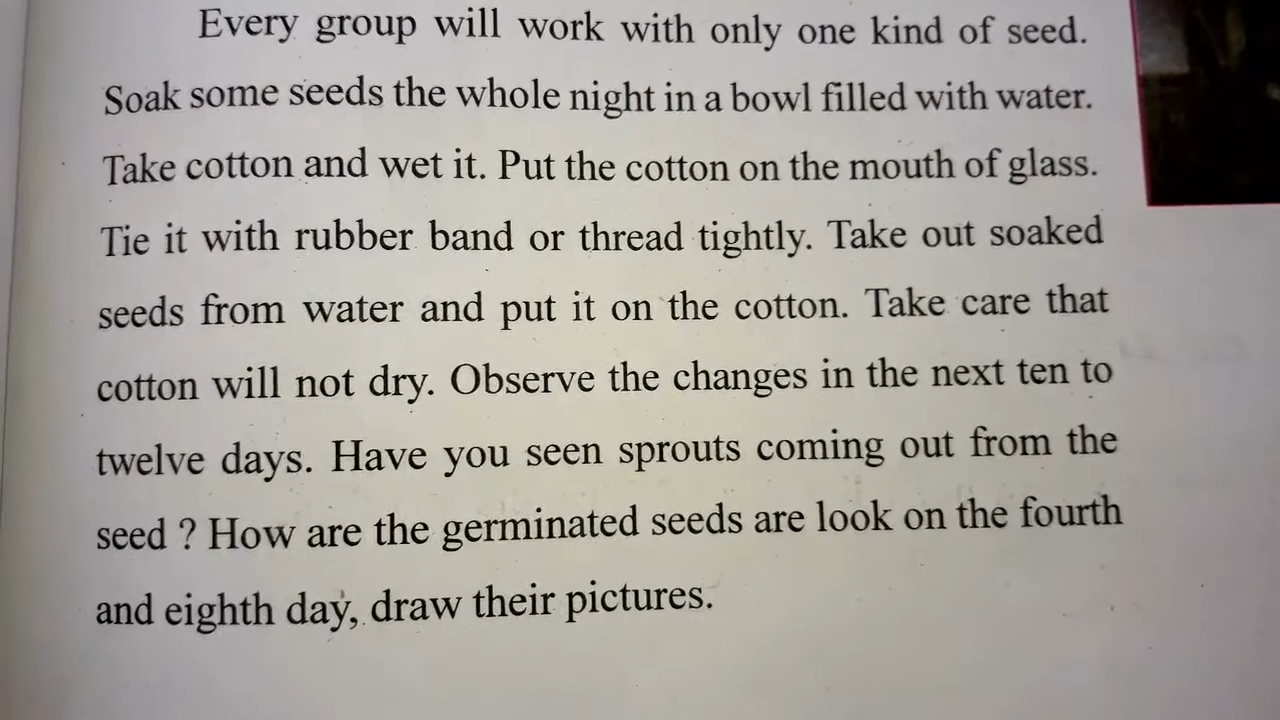 Every group will work with only one kind of seed.
Soak some seeds the whole night in a bowl filled with water.
Take cotton and wet it. Put the cotton on the mouth of glass.
Tie it with rubber band or thread tightly. Take out soaked
seeds from water and put it on the cotton. Take care that
cotton will not dry. Observe the changes in the next ten to
twelve days. Have you seen sprouts coming out from the
seed ? How are the germinated seeds are look on the fourth
and eighth day, draw their pictures.